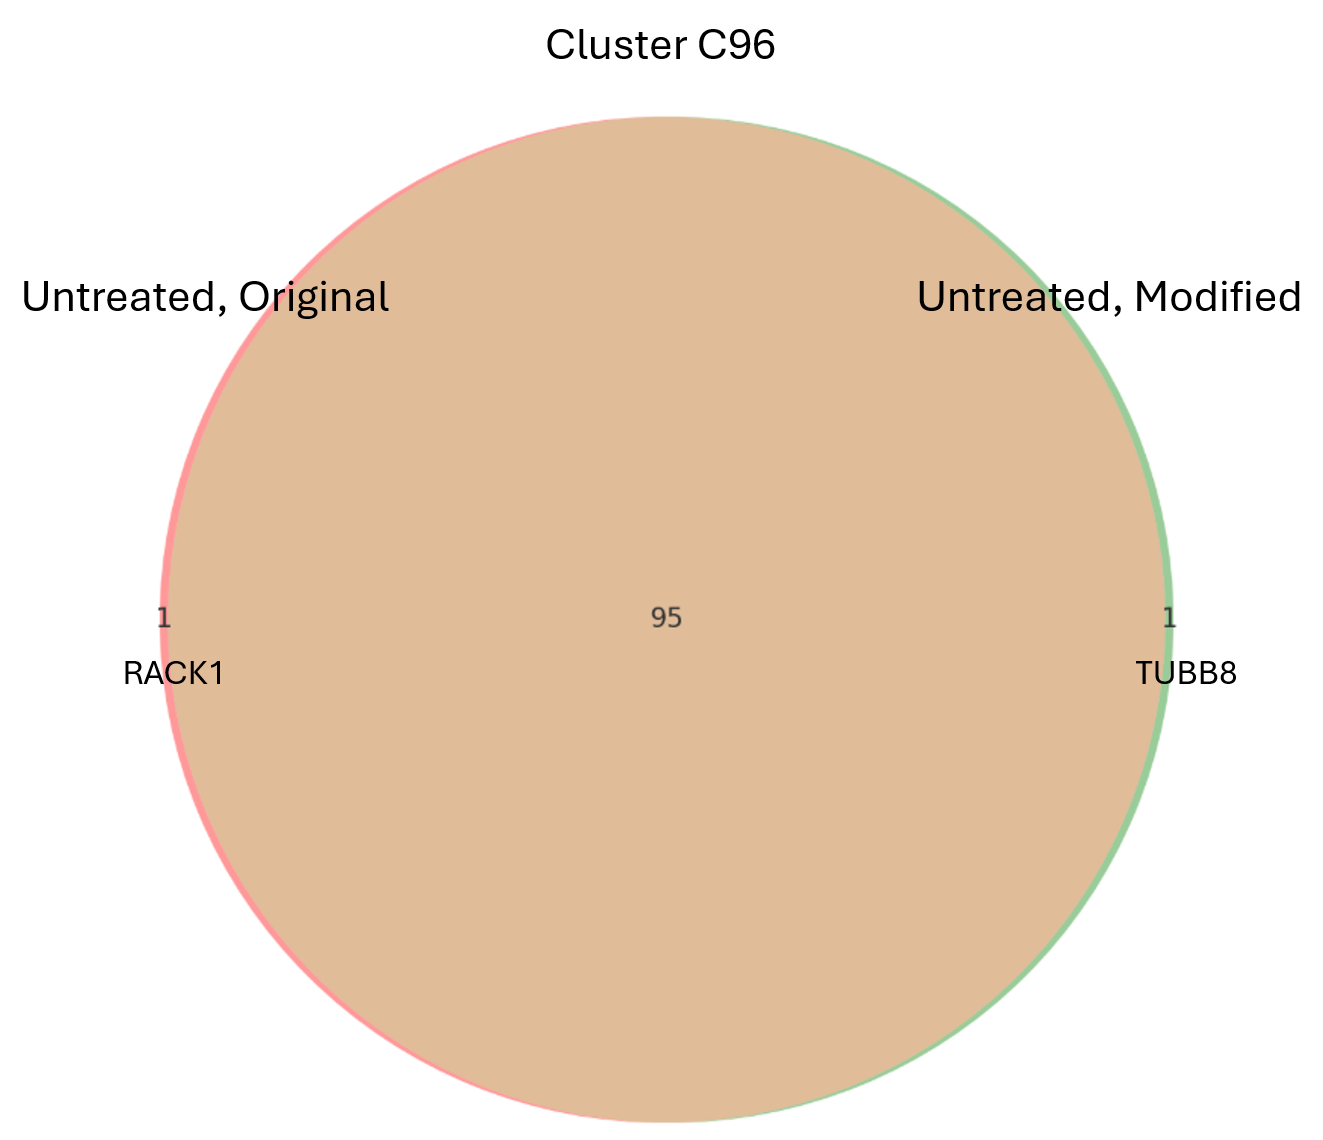 Cluster C96
Untreated, Original
Untreated, Modified
1
95
1
RACK1
TUBB8